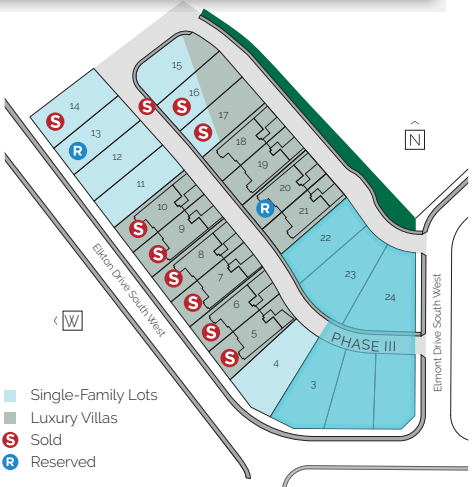 15
14
S
S
16
S
S
13
R
17
N
12
18
11
19
20
10
R
21
S
9
22
S
8
S
7
23
24
S
6
S
5
S
PHASE III
4
3
Elkton Drive South West
W
Elmont Drive South West
Single-Family Lots
Luxury Villas
S Sold
R Reserved